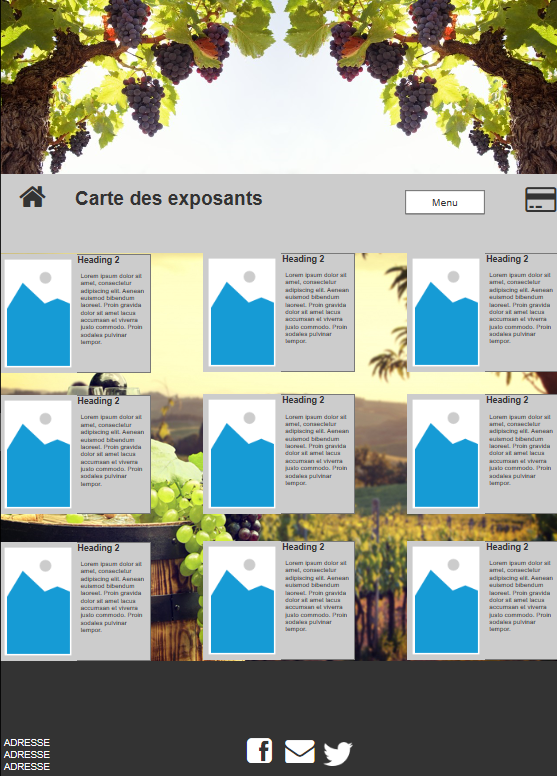 Carte des exposants
Menu
Heading 2
Lorem ipsum dolor sit
amet, consectetur
adipiscing elit. Aenean
euismod bibendum
laoreet. Proin gravida
dolor sit amet lacus
accumsan et viverra
justo commodo. Proin
sodales pulvinar
tempor.
Heading 2
Lorem ipsum dolor sit
amet, consectetur
adipiscing elit. Aenean
euismod bibendum
laoreet. Proin gravida
dolor sit amet lacus
accumsan et viverra
justo commodo. Proin
sodales pulvinar
tempor.
Heading 2
Lorem ipsum dolor sit
amet, consectetur
adipiscing elit. Aenean
euismod bibendum
laoreet. Proin gravida
dolor sit amet lacus
accumsan et viverra
justo commodo. Proin
sodales pulvinar
tempor.
Heading 2
Lorem ipsum dolor sit
amet, consectetur
adipiscing elit. Aenean
euismod bibendum
laoreet. Proin gravida
dolor sit amet lacus
accumsan et viverra
justo commodo. Proin
sodales pulvinar
tempor.
Heading 2
Lorem ipsum dolor sit
amet, consectetur
adipiscing elit. Aenean
euismod bibendum
laoreet. Proin gravida
dolor sit amet lacus
accumsan et viverra
justo commodo. Proin
sodales pulvinar
tempor.
Heading 2
Lorem ipsum dolor sit
amet, consectetur
adipiscing elit. Aenean
euismod bibendum
laoreet. Proin gravida
dolor sit amet lacus
accumsan et viverra
justo commodo. Proin
sodales pulvinar
tempor.
Heading 2
Lorem ipsum dolor sit
amet, consectetur
adipiscing elit. Aenean
euismod bibendum
laoreet. Proin gravida
dolor sit amet lacus
accumsan et viverra
justo commodo. Proin
sodales pulvinar
tempor.
Heading 2
Lorem ipsum dolor sit
amet, consectetur
adipiscing elit. Aenean
euismod bibendum
laoreet. Proin gravida
dolor sit amet lacus
accumsan et viverra
justo commodo. Proin
sodales pulvinar
tempor.
Heading 2
Lorem ipsum dolor sit
amet, consectetur
adipiscing elit. Aenean
euismod bibendum
laoreet. Proin gravida
dolor sit amet lacus
accumsan et viverra
justo commodo. Proin
sodales pulvinar
tempor.
ADRESSE
ADRESSE
ADRESSE